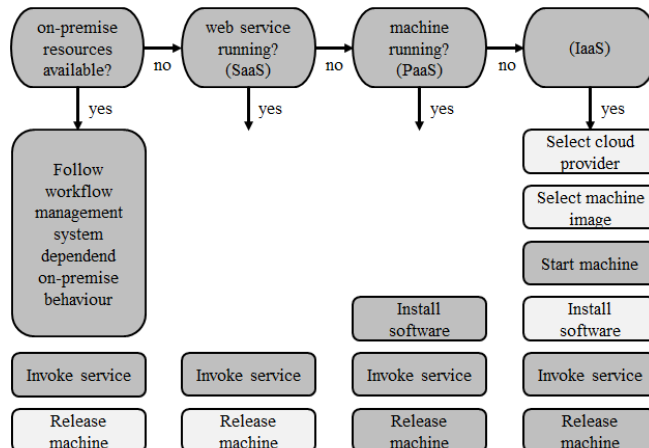 on-premise
resources
available?
no
web service
running?
(SaaS)
no
machine
running?
(PaaS)
no
(IaaS)
yes
yes
yes
yes
Follow
workflow
management
system
dependend
on-premise
behaviour
Select cloud
provider
Select machine
image
Start machine
Install
software
Install
software
Invoke service
Invoke service
Invoke service
Invoke service
Release
machine
Release
machine
Release
machine
Release
machine